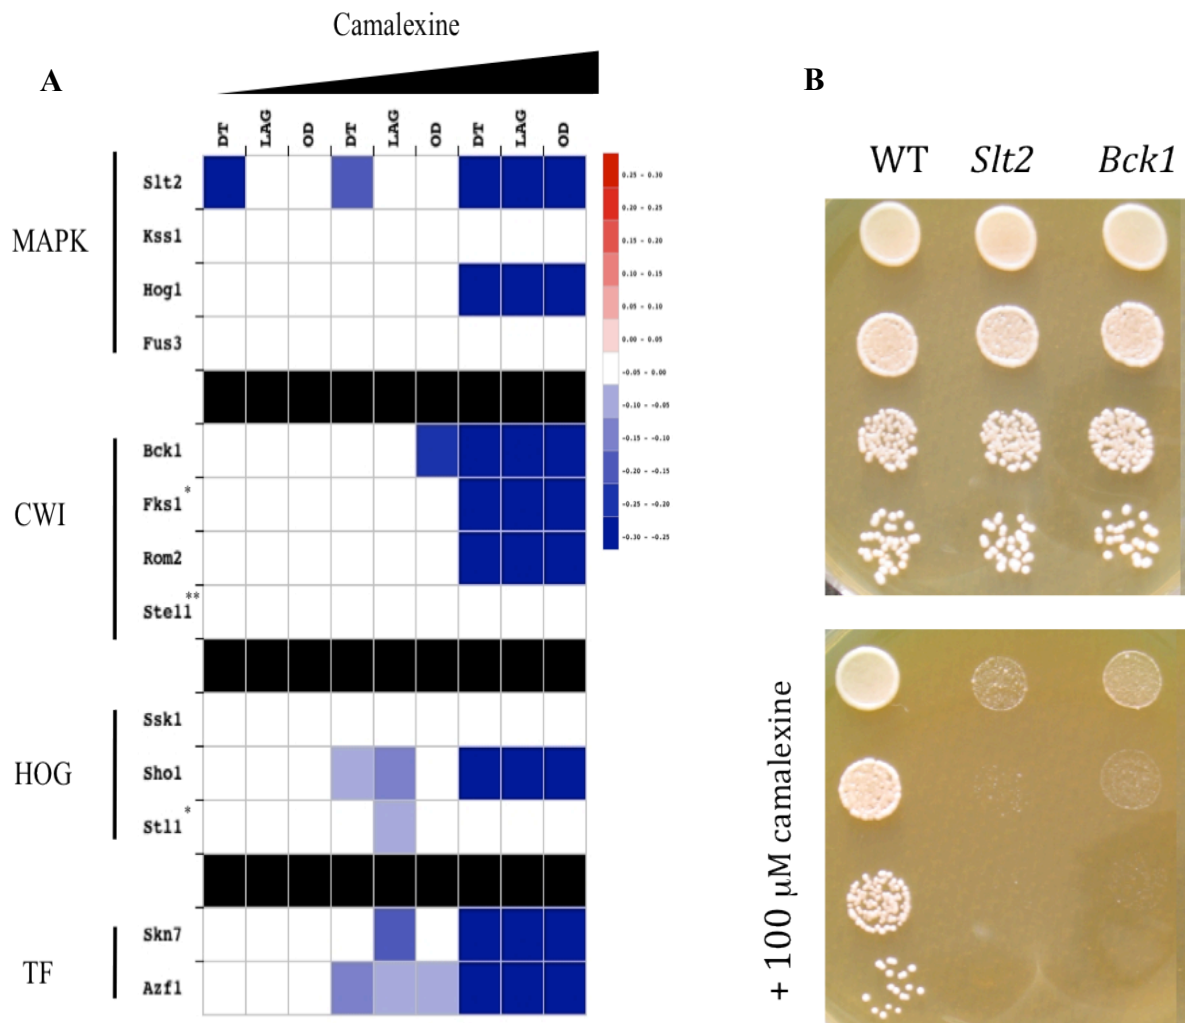 Camalexine
A
B
DT LAG OD DT LAG OD DT LAG OD
MAPK
Slt2
Kss1
Hog1
Fus3
CWI
Bck1
Fks1*
Rom2
Ste11**
HOG
Ssk1
Sho1
Stl1*
TF
Skn7
Azf1
0.25 - 0.30
0.20 - 0.25
0.15 - 0.20
0.10 - 0.15
0.05 - 0.10
0.00 - 0.05
-0.05 - 0.00
-0.10 - -0.05
-0.15 - -0.10
-0.20 - -0.15
-0.25 - -0.20
-0.30 - -0.25
WT Slt2 Bck1
+ 100 µM camalexine